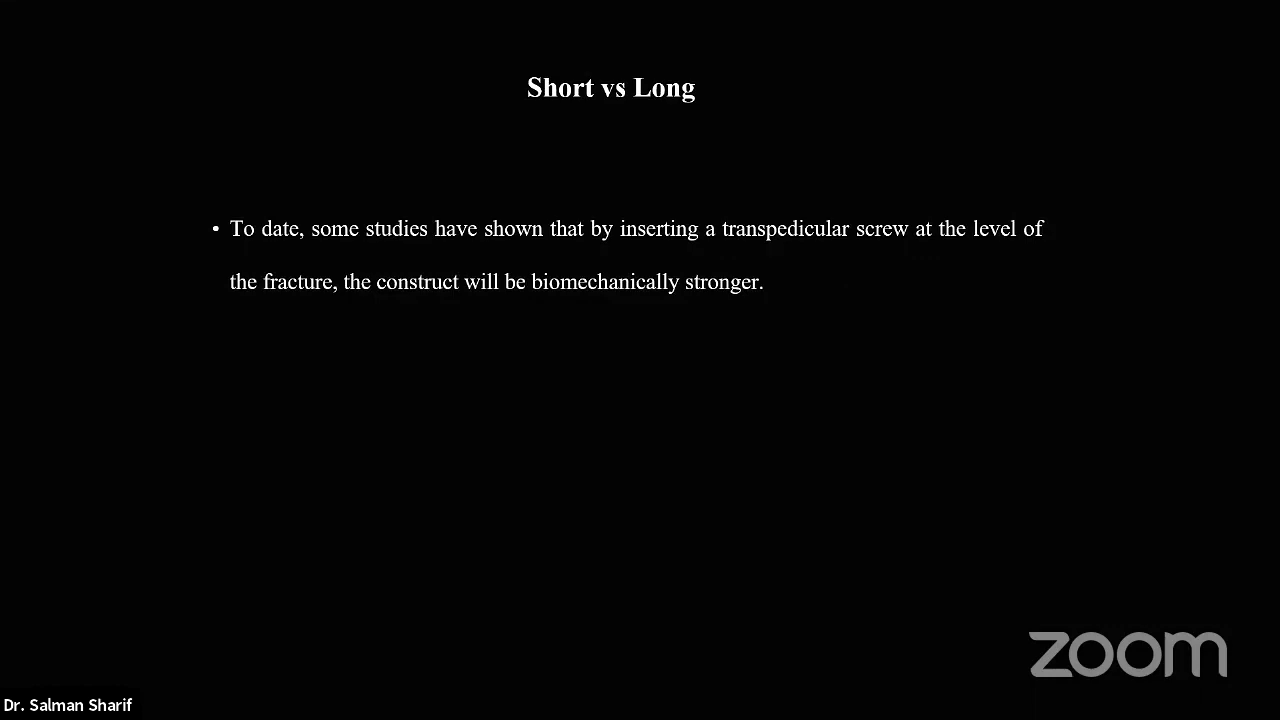 Short vs Long
• To date, some studies have shown that by inserting a transpedicular screw at the level of
the fracture, the construct will be biomechanically stronger.
zoom
Dr. Salman Sharif